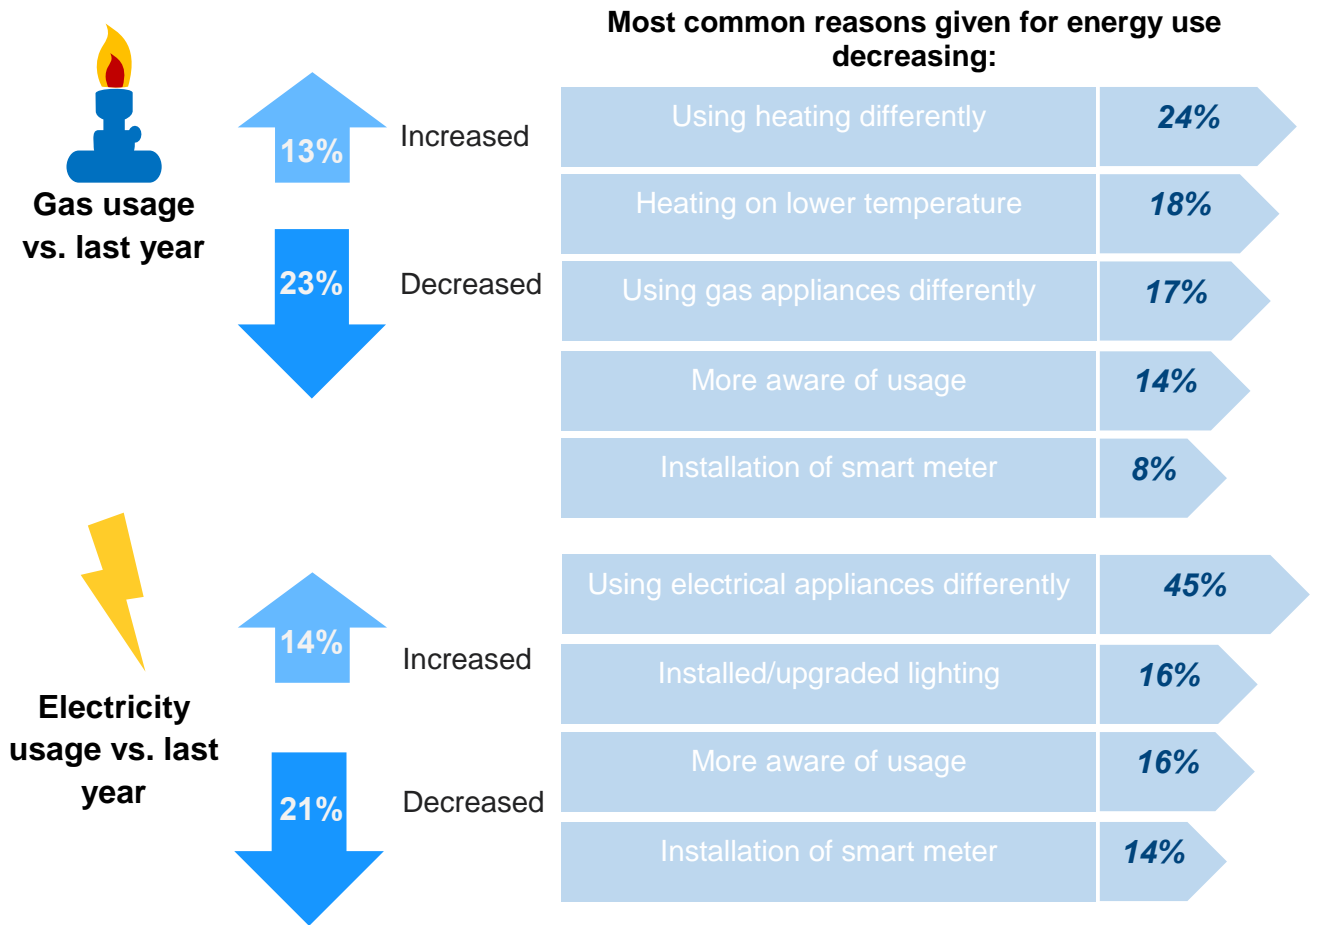 Most common reasons given for energy use
decreasing:
Gas usage
vs. last year
13%
Increased
23%
Decreased
Using heating differently
24%
Heating on lower temperature
18%
Using gas appliances differently
17%
More aware of usage
14%
Installation of smart meter
8%
Electricity
usage vs. last
year
14%
Increased
21%
Decreased
Using electrical appliances differently
45%
Installed/upgraded lighting
16%
More aware of usage
16%
Installation of smart meter
14%